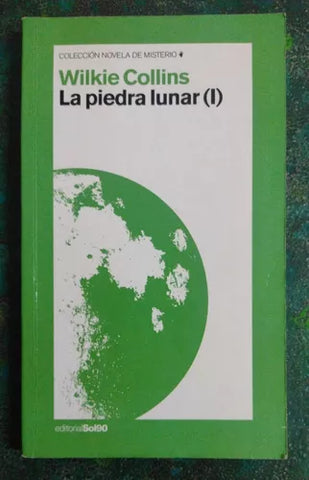 COLECCIÓN NOVELA DE MISTERIO
Wilkie Collins
La piedra lunar (I)
editorialSol90